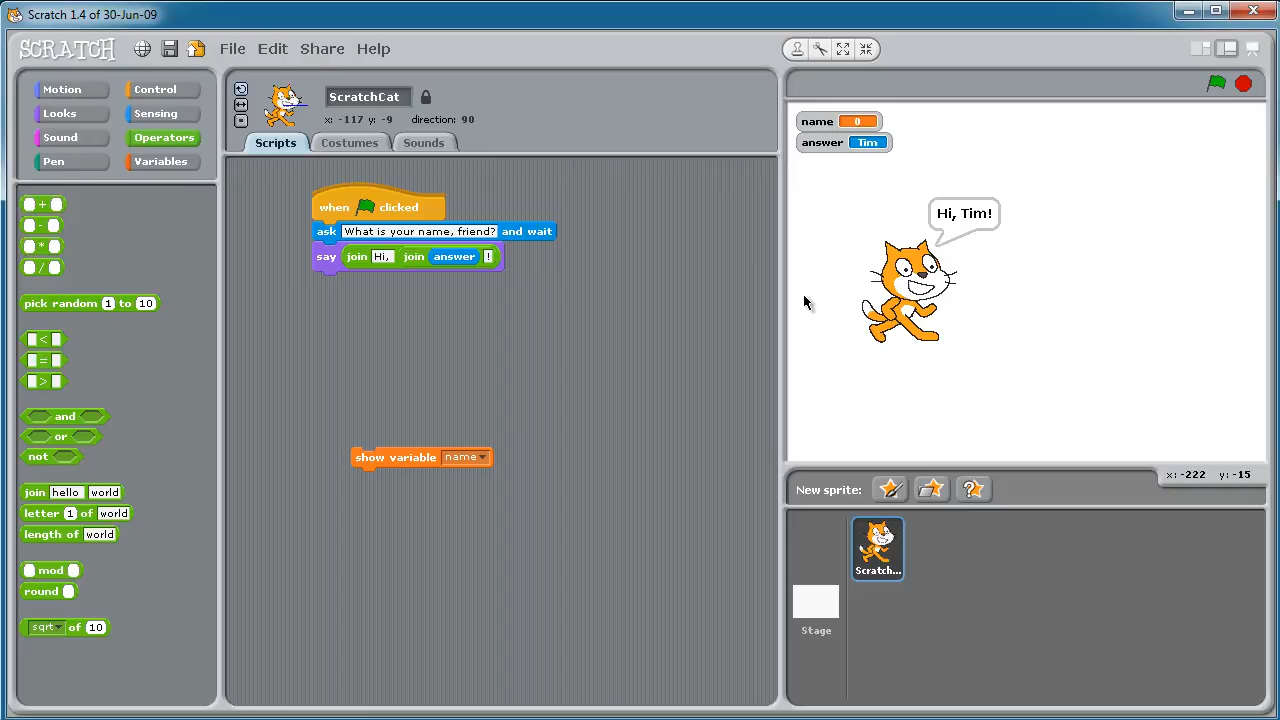 Scratch 1.4 of 30-Jun-09
SCRATCH File Edit Share Help
Motion Control
Looks Sensing
Sound Operators
Pen Variables
+
-
*
/
pick random 1 to 10
<
=
>
and
or
not
join hello world
letter 1 of world
length of world
mod
round
sqrt of 10
ScratchCat
x: -117 y: -9 direction: 90
Scripts Costumes Sounds
when clicked
ask What is your name, friend? and wait
say join Hi, join answer !
show variable name
name 0
answer Tim
Hi, Tim!
x: -222 y: -15
New sprite:
Scratch...
Stage